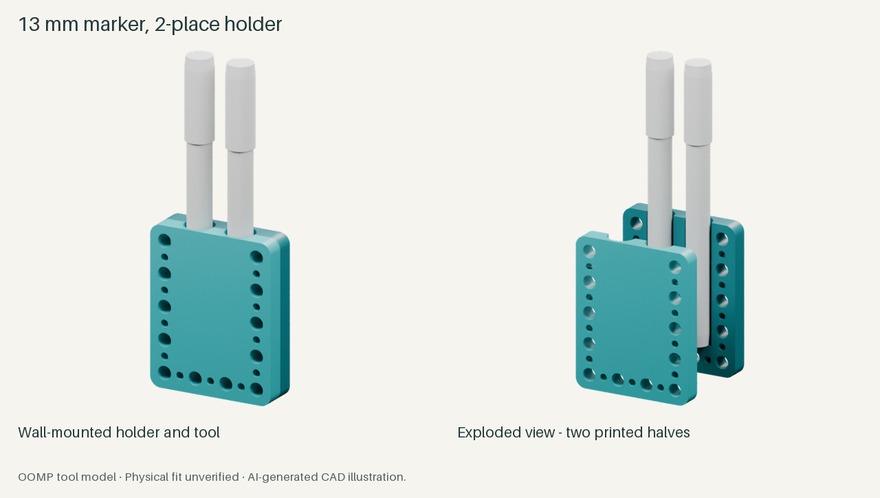 13 mm marker, 2-place holder
Wall-mounted holder and tool
Exploded view - two printed halves
OOMP tool model · Physical fit unverified · AI-generated CAD illustration.